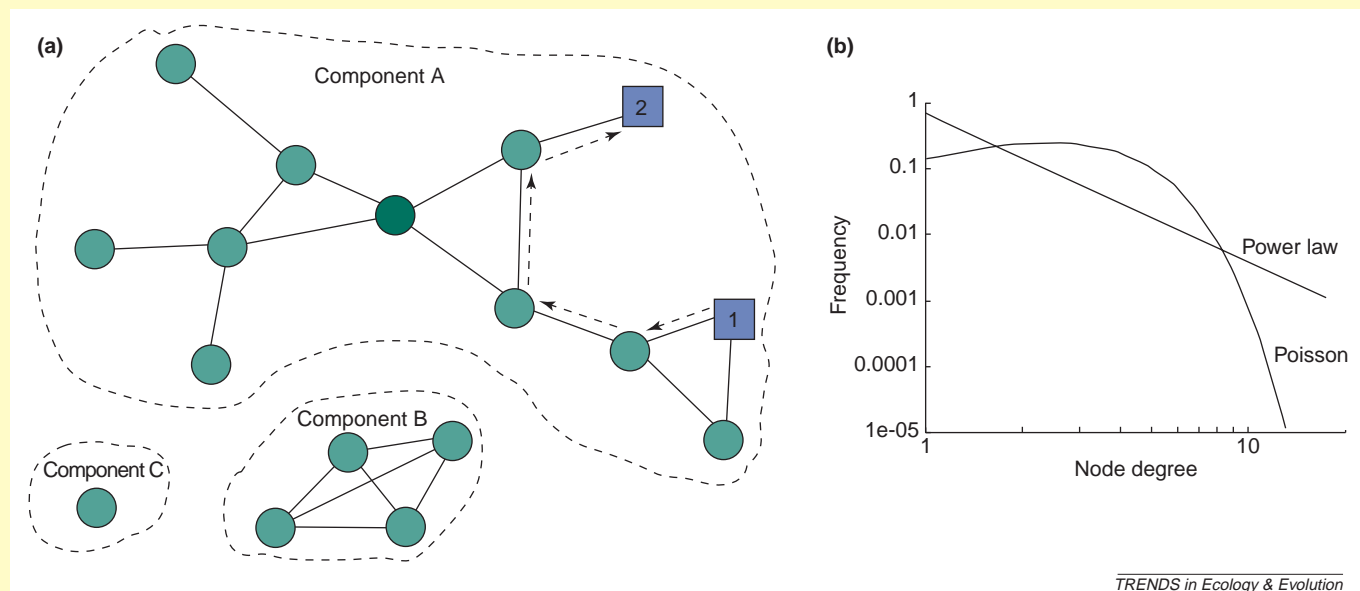 (a)
Component A
2
1
Component B
Component C
(b)
1
0.1
0.01
0.001
0.0001
1e-05
1
10
Frequency
Node degree
Power law
Poisson
TRENDS in Ecology & Evolution